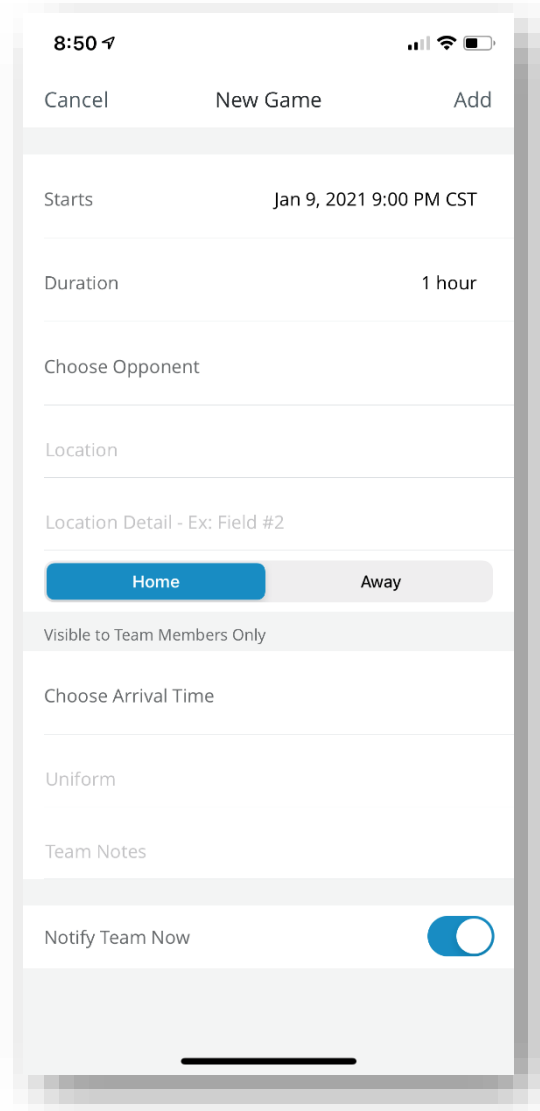 8:50
Cancel New Game Add
Starts Jan 9, 2021 9:00 PM CST
Duration 1 hour
Choose Opponent
Location
Location Detail - Ex: Field #2
Home Away
Visible to Team Members Only
Choose Arrival Time
Uniform
Team Notes
Notify Team Now